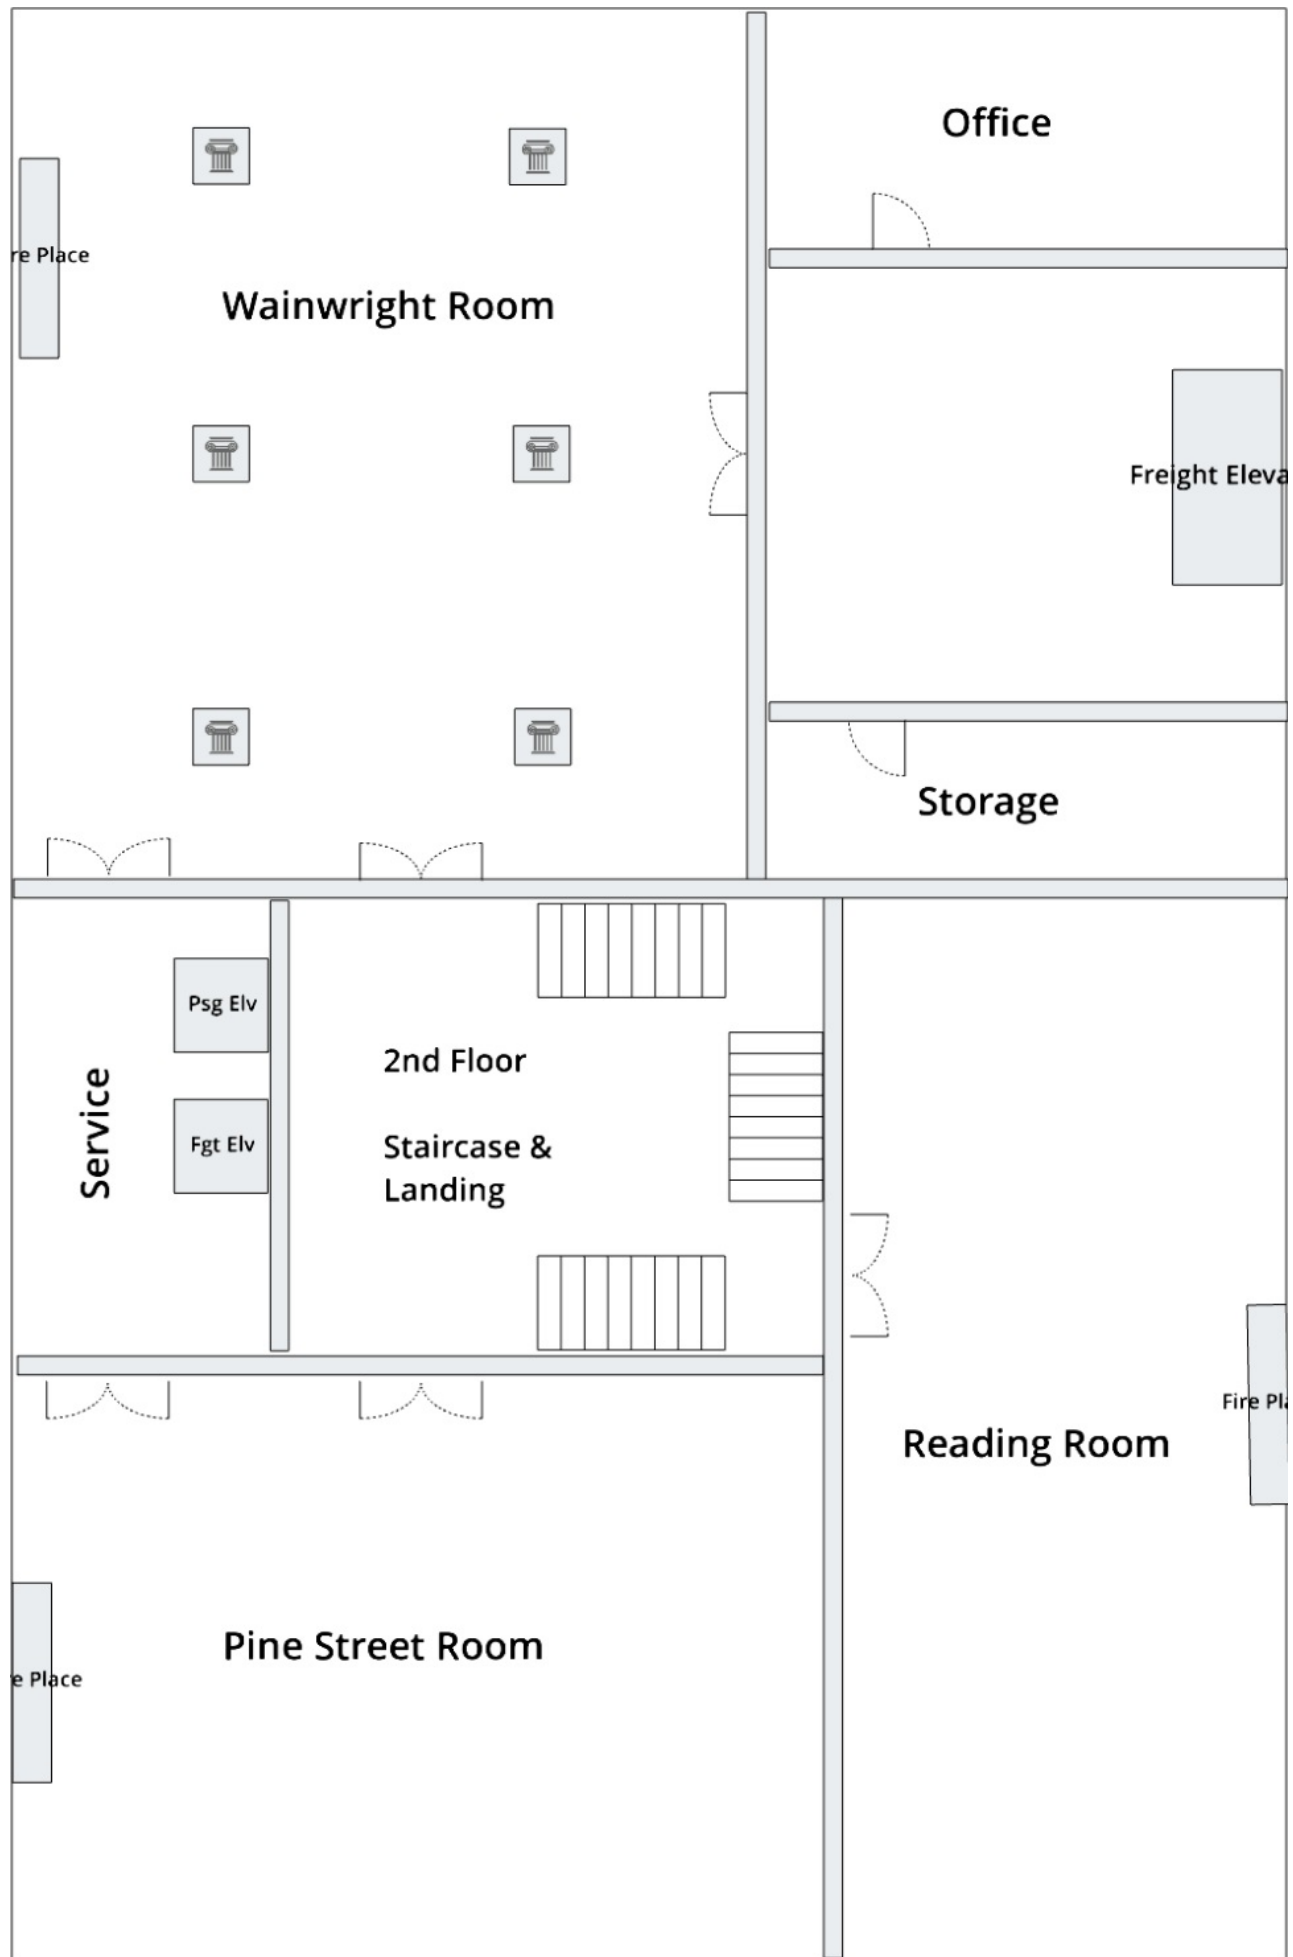 Office
re Place
Wainwright Room
Freight Eleva
Storage
Psg Elv
2nd Floor
Service
Fgt Elv
Staircase &
Landing
Fire Pla
Reading Room
Pine Street Room
e Place